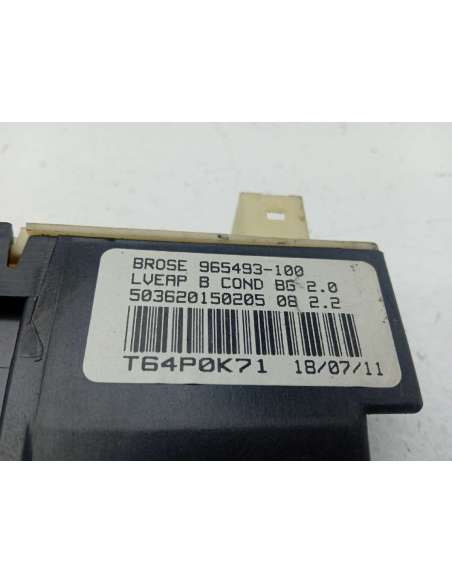 BROSE 965493-100
LVEAP B COND BG 2.0
503620150205 08 2.2
T64P0K71 18/07/11